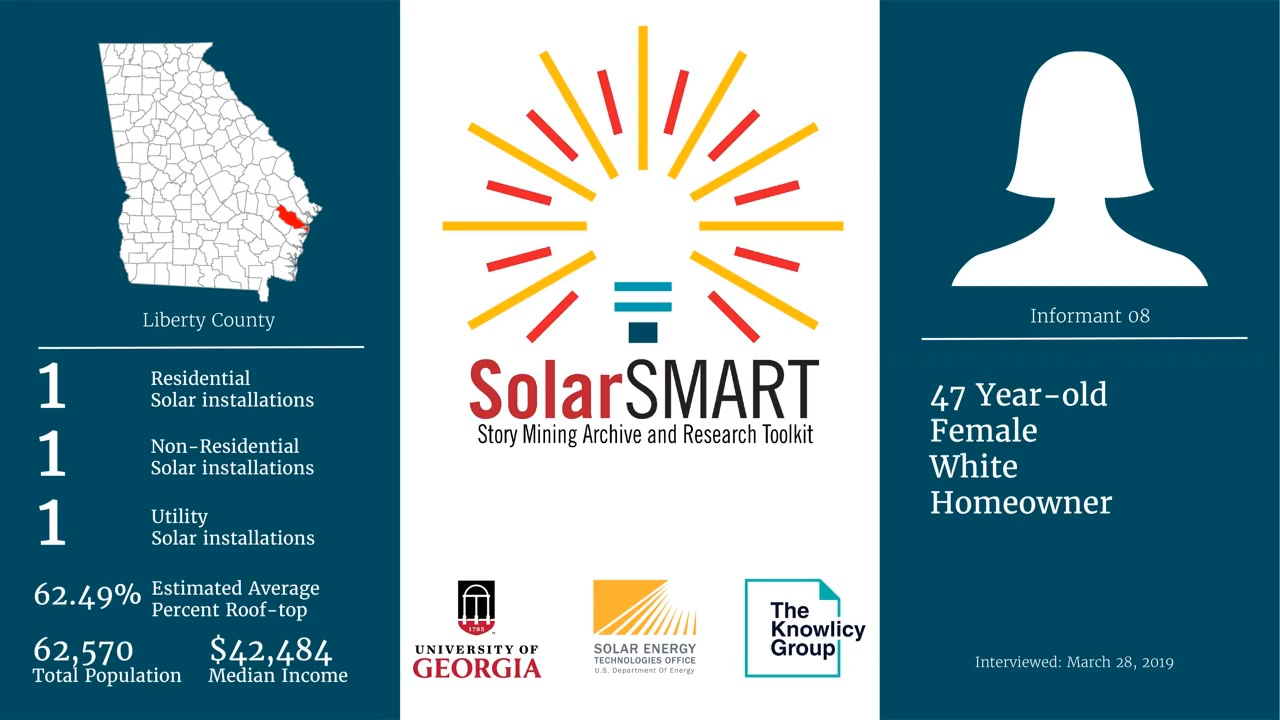 Liberty County
1 Residential
Solar installations
1 Non-Residential
Solar installations
1 Utility
Solar installations
62.49% Estimated Average
Percent Roof-top
62,570 $42,484
Total Population Median Income
SolarSMART
Story Mining Archive and Research Toolkit
1785
UNIVERSITY OF
GEORGIA
SOLAR ENERGY
TECHNOLOGIES OFFICE
U.S. Department Of Energy
The
Knowlicy
Group
Informant 08
47 Year-old
Female
White
Homeowner
Interviewed: March 28, 2019